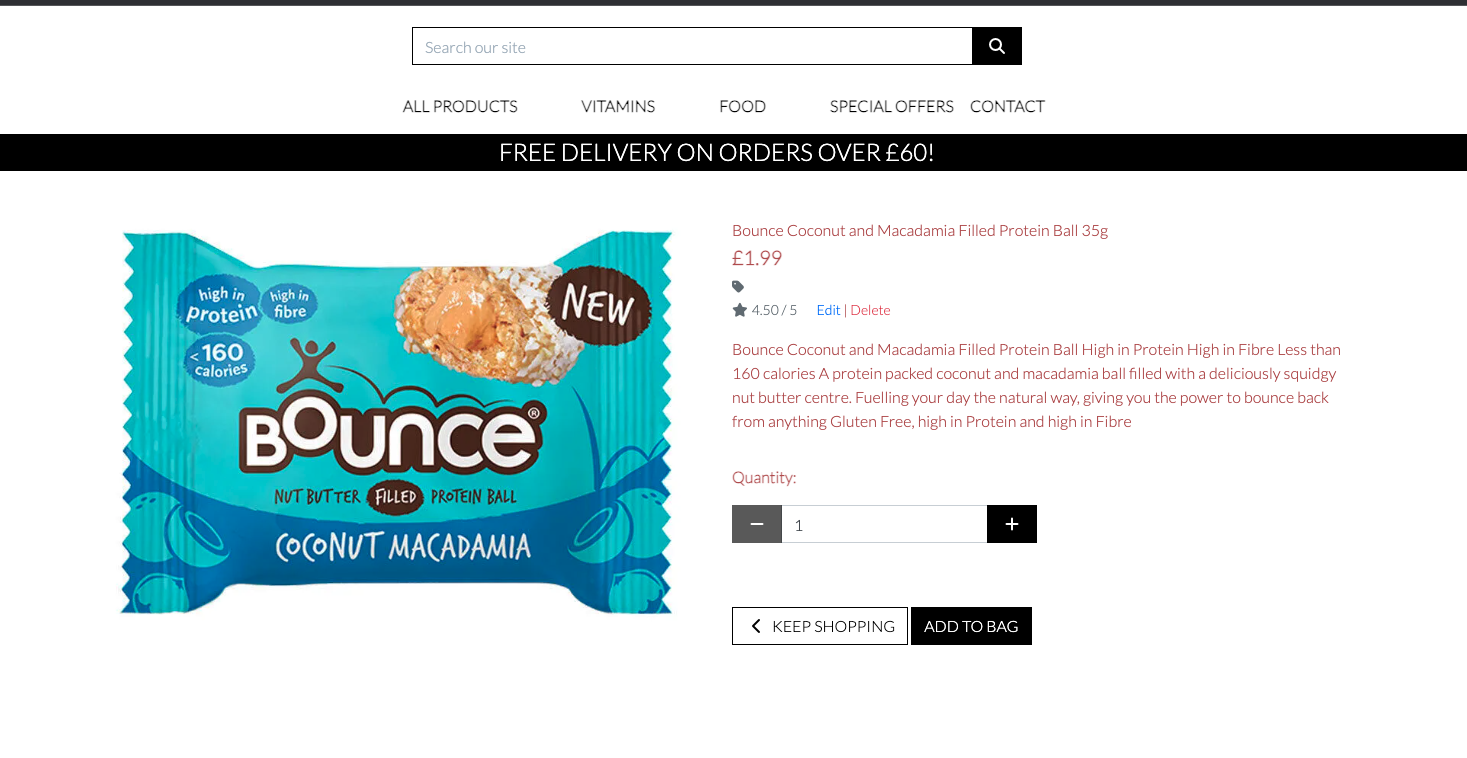 Search our site
ALL PRODUCTS VITAMINS FOOD SPECIAL OFFERS CONTACT
FREE DELIVERY ON ORDERS OVER £60!
high in protein
high in fibre
NEW
< 160 calories
BOUNCE®
NUT BUTTER FILLED PROTEIN BALL
COCONUT MACADAMIA
Bounce Coconut and Macadamia Filled Protein Ball 35g
£1.99
4.50 / 5 Edit | Delete
Bounce Coconut and Macadamia Filled Protein Ball High in Protein High in Fibre Less than
160 calories A protein packed coconut and macadamia ball filled with a deliciously squidgy
nut butter centre. Fuelling your day the natural way, giving you the power to bounce back
from anything Gluten Free, high in Protein and high in Fibre
Quantity:
1
KEEP SHOPPING ADD TO BAG